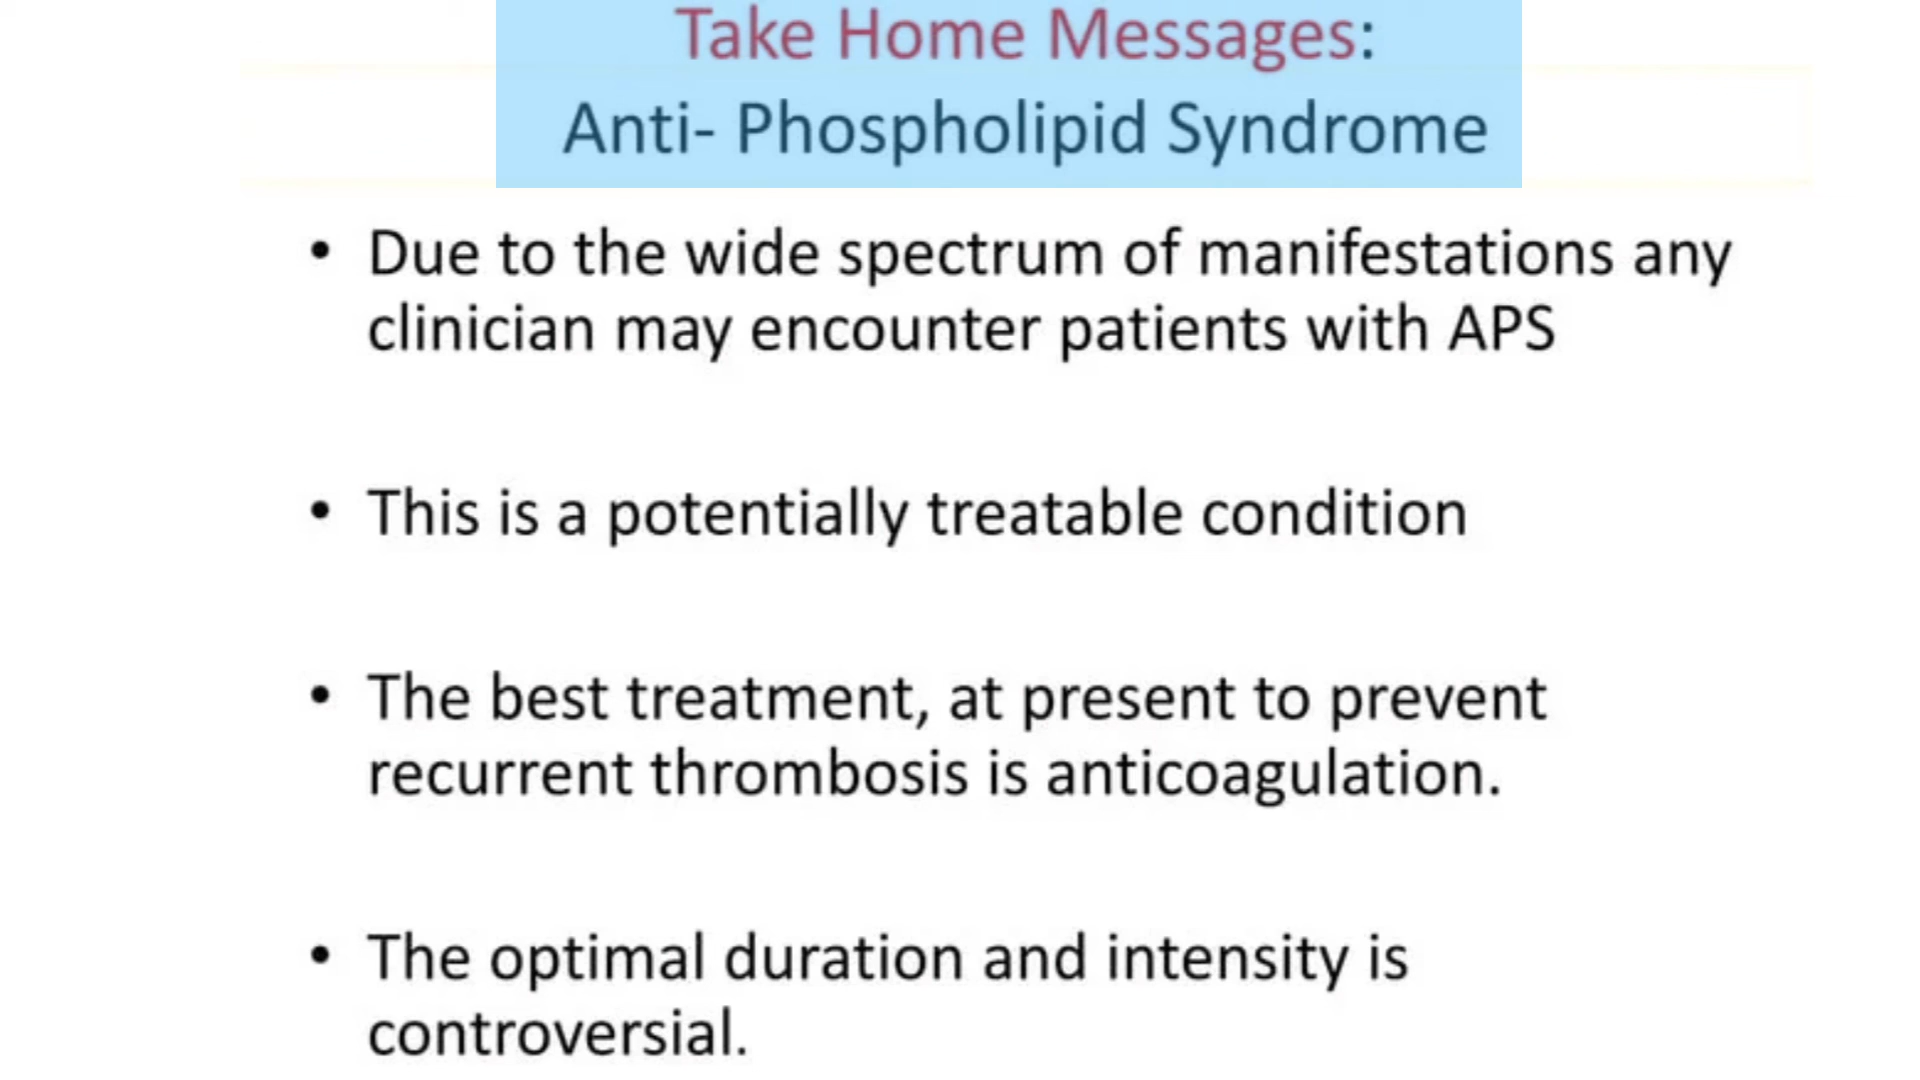 Take Home Messages:
Anti- Phospholipid Syndrome
• Due to the wide spectrum of manifestations any
clinician may encounter patients with APS
• This is a potentially treatable condition
• The best treatment, at present to prevent
recurrent thrombosis is anticoagulation.
• The optimal duration and intensity is
controversial.